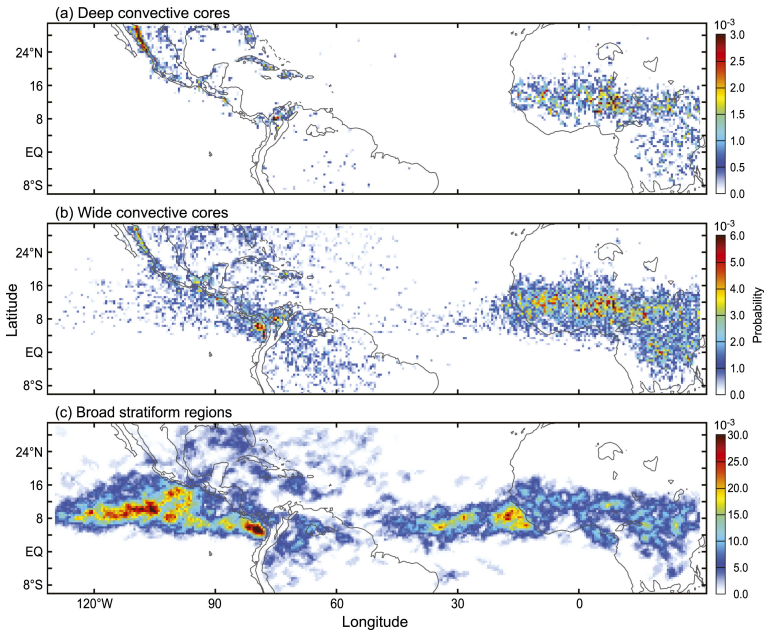 (a) Deep convective cores
10-3
24°N
16
8
EQ
8°S
3.0
2.5
2.0
1.5
1.0
0.5
0.0
(b) Wide convective cores
10-3
Latitude
24°N
16
8
EQ
8°S
6.0
5.0
4.0
3.0
2.0
1.0
0.0
Probability
(c) Broad stratiform regions
10-3
24°N
16
8
EQ
8°S
30.0
25.0
20.0
15.0
10.0
5.0
0.0
120°W 90 60 30 0
Longitude